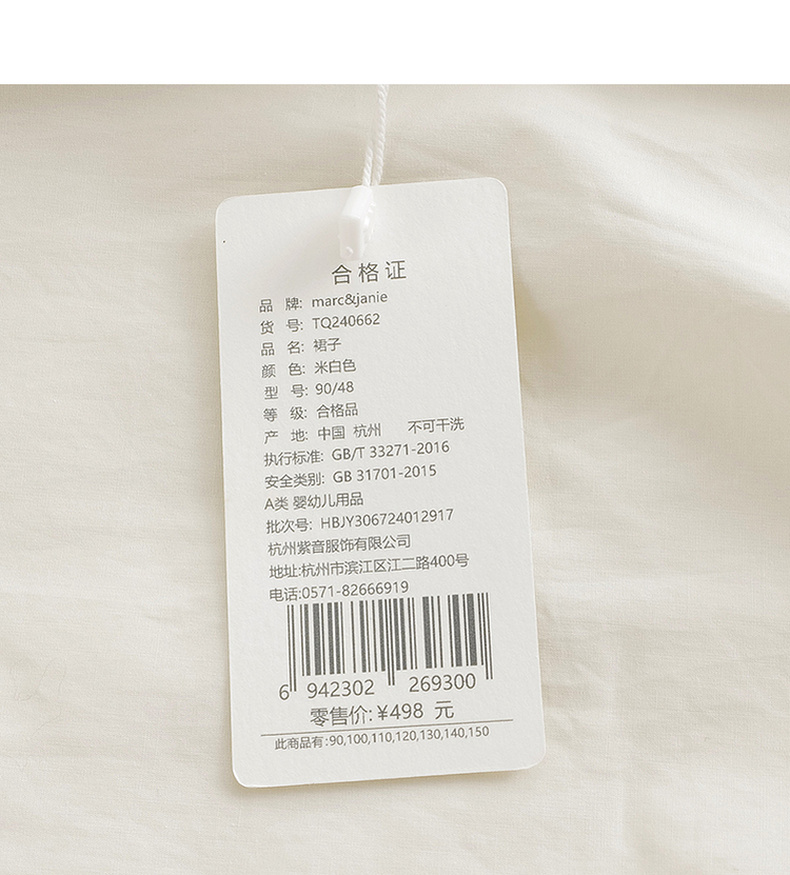 合格证
品 牌: marc&janie
货 号: TQ240662
品 名: 裙子
颜 色: 米白色
型 号: 90/48
等 级: 合格品
产 地: 中国 杭州 不可干洗
执行标准: GB/T 33271-2016
安全类别: GB 31701-2015
A类 婴幼儿用品
批次号: HBJY306724012917
杭州紫音服饰有限公司
地址:杭州市滨江区江二路400号
电话:0571-82666919
6 942302 269300
零售价:¥498 元
此商品有:90,100,110,120,130,140,150